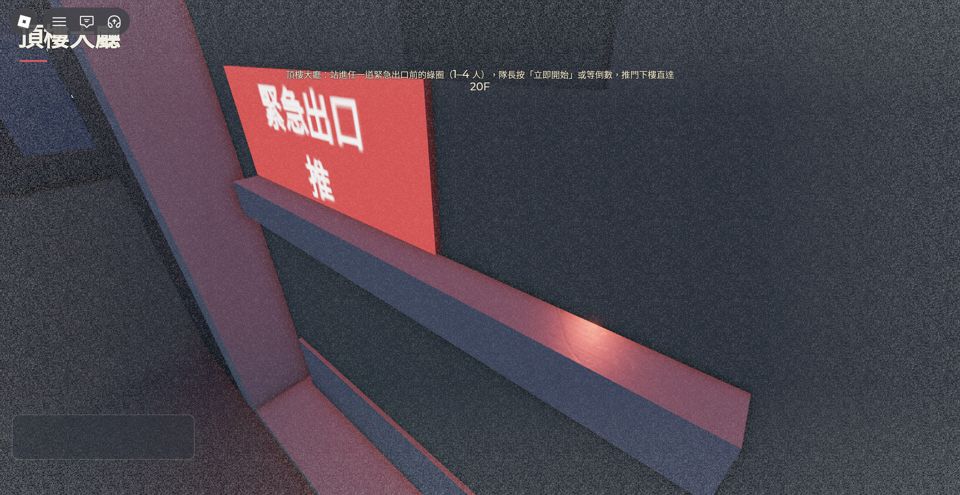 頂樓大廳
頂樓大廳：站進任一道緊急出口前的綠圈（1–4 人），隊長按「立即開始」或等倒數，推門下樓直達
20F
緊急出口
推